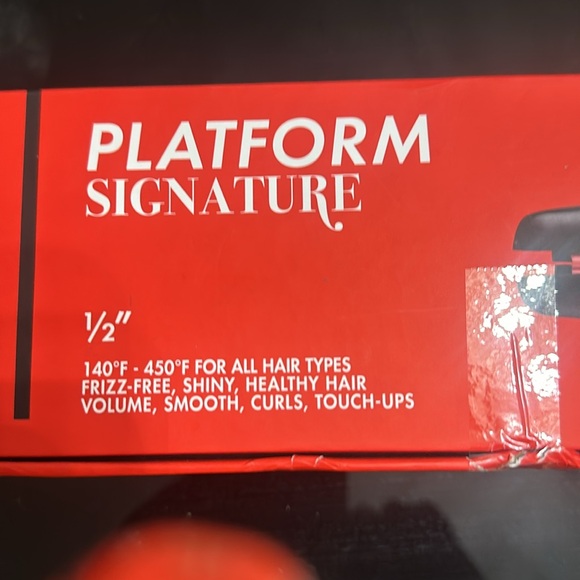 PLATFORM
SIGNATURE
1/2"
140°F - 450°F FOR ALL HAIR TYPES
FRIZZ-FREE, SHINY, HEALTHY HAIR
VOLUME, SMOOTH, CURLS, TOUCH-UPS